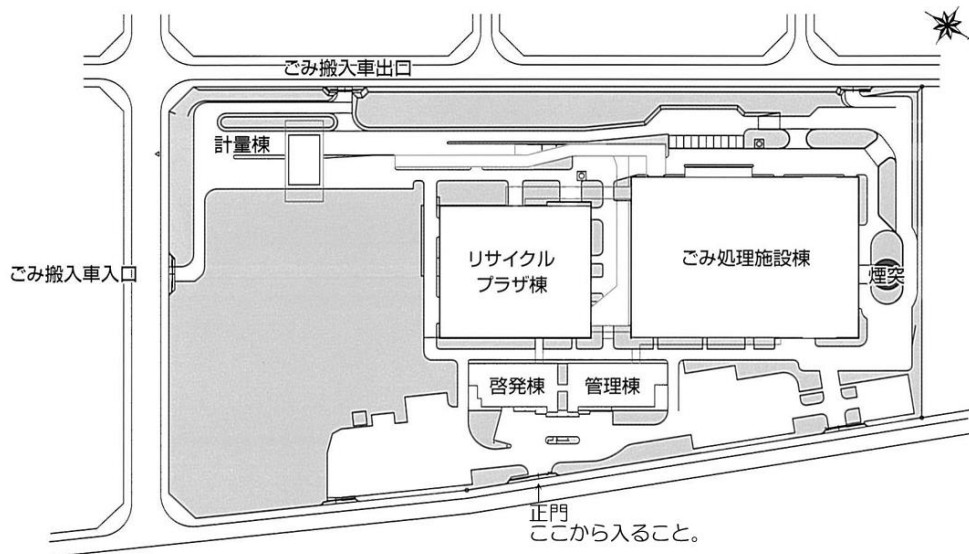 ごみ搬入車出口
計量棟
ごみ搬入車入口
リサイクル
プラザ棟
ごみ処理施設棟
煙突
啓発棟
管理棟
正門
ここから入ること。